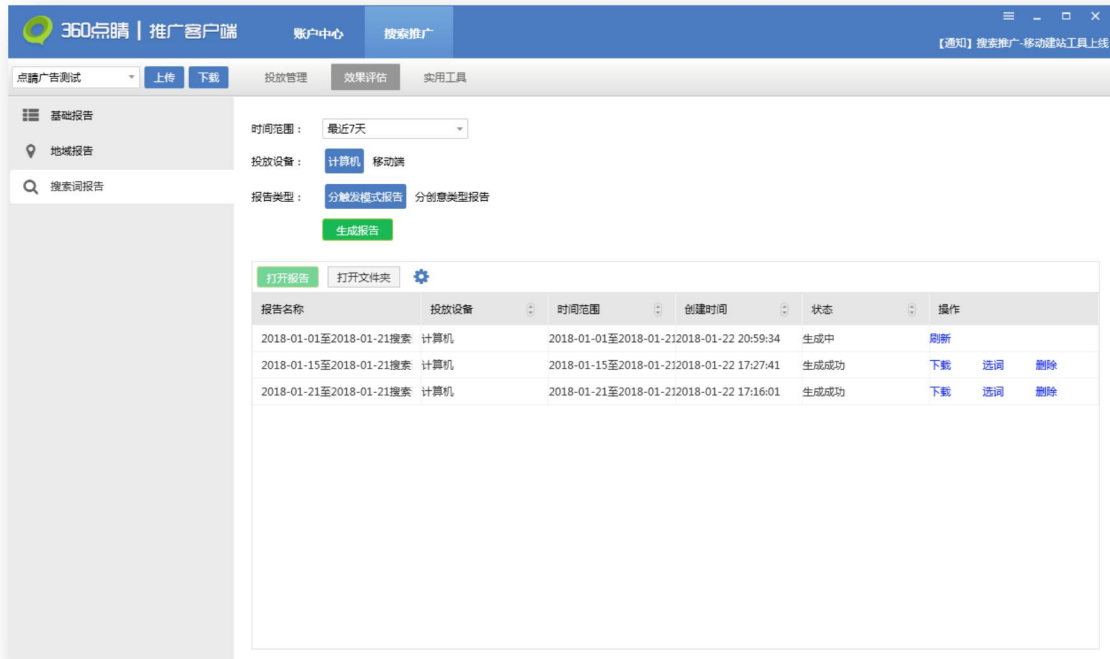 360点睛 | 推广客户端
账户中心 搜索推广
【通知】搜索推广-移动建站工具上线
点睛广告测试 上传 下载 投放管理 效果评估 实用工具
基础报告
地域报告
搜索词报告
时间范围： 最近7天
投放设备： 计算机 移动端
报告类型： 分触发模式报告 分创意类型报告
生成报告
打开报告 打开文件夹
报告名称 投放设备 时间范围 创建时间 状态 操作
2018-01-01至2018-01-21搜索 计算机 2018-01-01至2018-01-21 2018-01-22 20:59:34 生成中 刷新
2018-01-15至2018-01-21搜索 计算机 2018-01-15至2018-01-21 2018-01-22 17:27:41 生成成功 下载 选词 删除
2018-01-21至2018-01-21搜索 计算机 2018-01-21至2018-01-21 2018-01-22 17:16:01 生成成功 下载 选词 删除